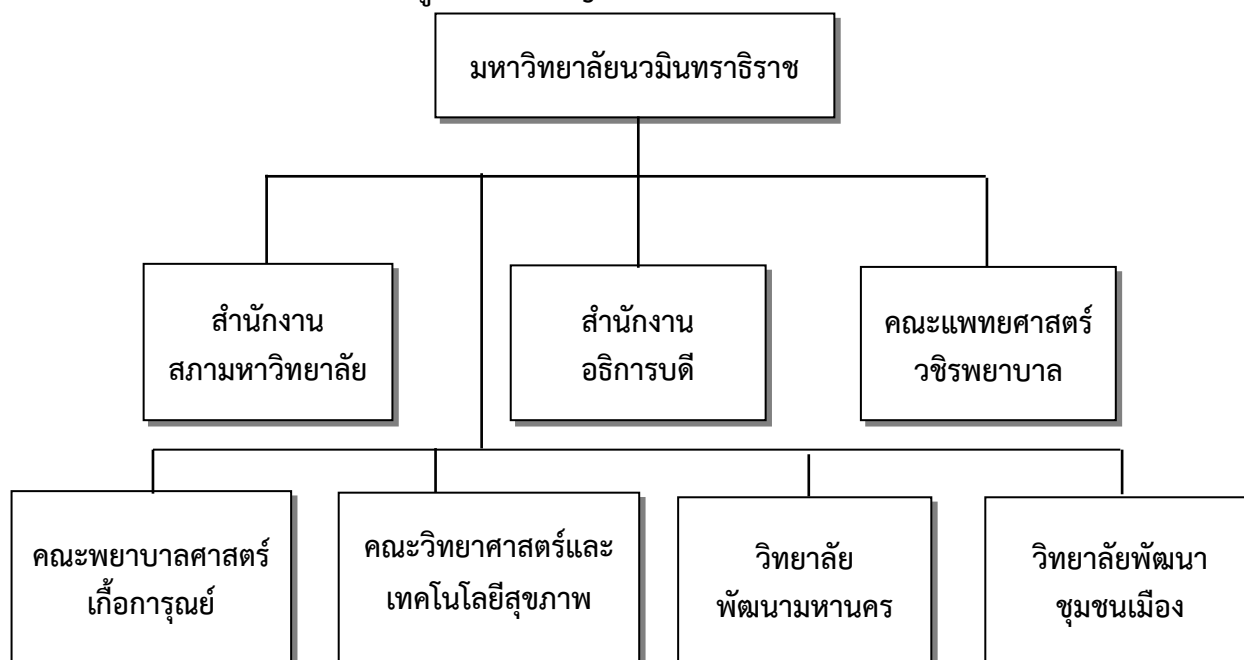 มหาวิทยาลัยนวมินทราธิราช
สำนักงาน
สภามหาวิทยาลัย
สำนักงาน
อธิการบดี
คณะแพทยศาสตร์
วชิรพยาบาล
คณะพยาบาลศาสตร์
เกื้อการุณย์
คณะวิทยาศาสตร์และ
เทคโนโลยีสุขภาพ
วิทยาลัย
พัฒนามหานคร
วิทยาลัยพัฒนา
ชุมชนเมือง